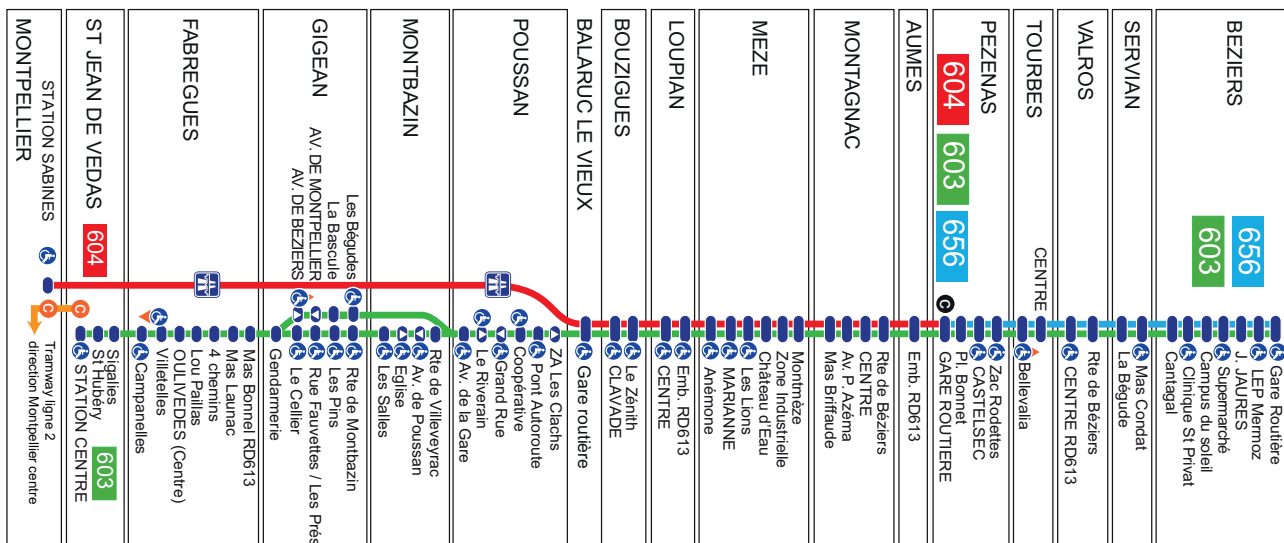 MONTPELLIER
STATION SABINES
Tramway ligne 2
direction Montpellier centre
C
C
ST JEAN DE VEDAS
604
603
STATION CENTRE
St Hubéry
Sigaliès
FABREGUES
Campanelles
Villetelles
OULIVEDES (Centre)
Lou Paillas
4 chemins
Mas Launac
Mas Bonnel RD613
GIGEAN
AV. DE BEZIERS
AV. DE MONTPELLIER
La Bascule
Les Bégudes
Gendarmerie
Le Cellier
Rue Fauvettes / Les Prés
Les Pins
Rte de Montbazin
MONTBAZIN
Les Salles
Eglise
Av. de Poussan
Rte de Villeveyrac
POUSSAN
Av. de la Gare
Le Riverain
Grand Rue
Coopérative
Pont Autoroute
ZA Les Clachs
BALARUC LE VIEUX
Gare routière
BOUZIGUES
CLAVADE
Le Zénith
LOUPIAN
CENTRE
Emb. RD613
MEZE
Anémone
MARIANNE
Les Lions
Château d'Eau
Zone Industrielle
Montmèze
MONTAGNAC
Mas Briffaude
Av. P. Azéma
CENTRE
Rte de Béziers
AUMES
Emb. RD613
PEZENAS
604
603
656
C
GARE ROUTIERE
Pl. Bonnet
CASTELSEC
Zac Rodettes
TOURBES
CENTRE
Bellevalia
VALROS
CENTRE RD613
Rte de Béziers
SERVIAN
La Bégude
Mas Condat
BEZIERS
656
603
Cantagal
Clinique St Privat
Campus du soleil
Supermarché
J. JAURES
LEP Mermoz
Gare Routière